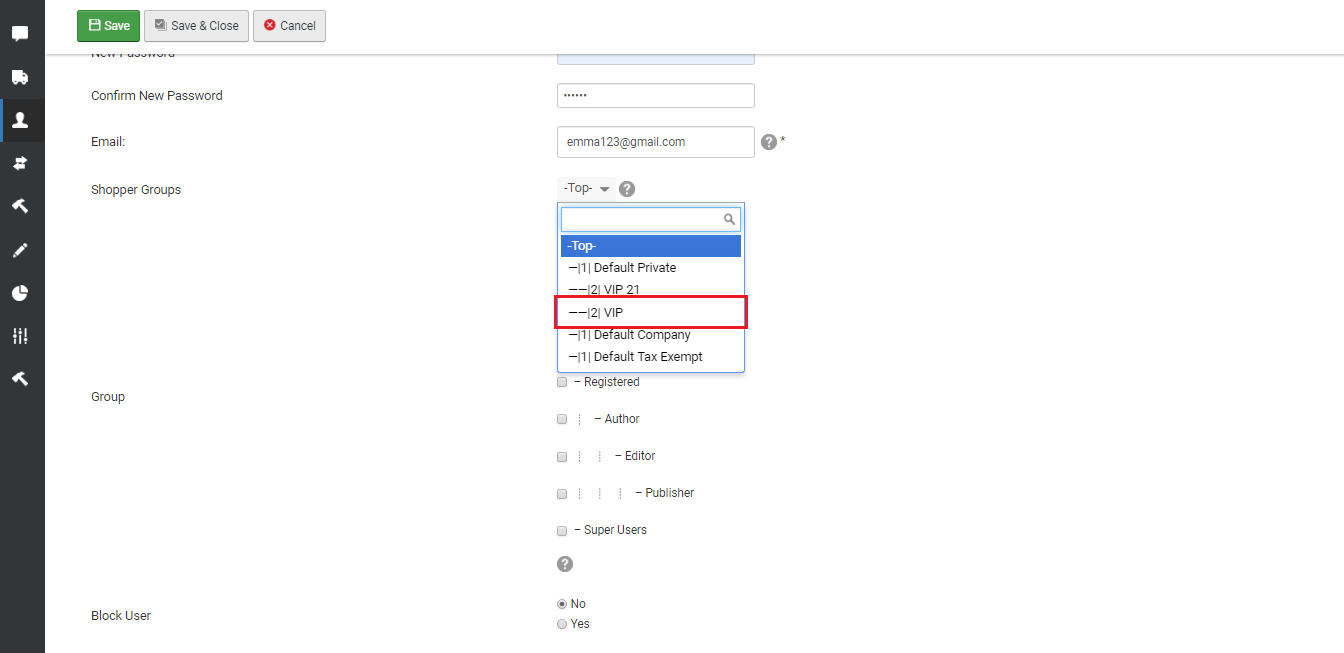 Save
Save & Close
Cancel
New Password
Confirm New Password
••••••
Email:
emma123@gmail.com
? *
Shopper Groups
-Top-
?
-Top-
—|1| Default Private
——|2| VIP 21
——|2| VIP
—|1| Default Company
—|1| Default Tax Exempt
Group
– Registered
– Author
– Editor
– Publisher
– Super Users
?
Block User
No
Yes